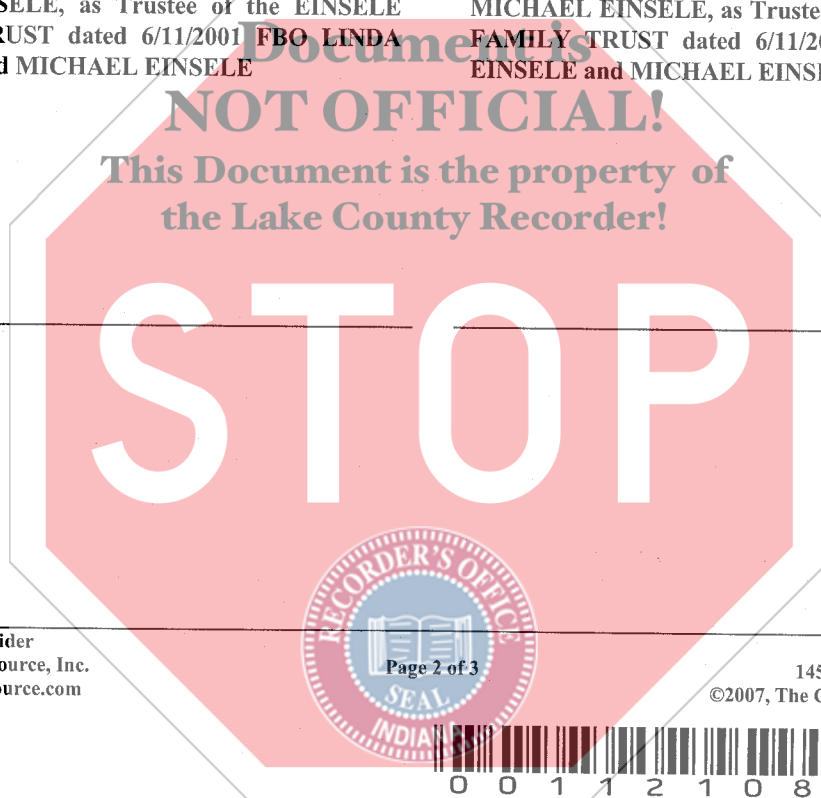 SELE, as Trustee of the EINSELE
RUST dated 6/11/2001 FBO LINDA
d MICHAEL EINSELE
MICHAEL EINSELE, as Truste
FAMILY TRUST dated 6/11/20
EINSELE and MICHAEL EINS
Document is
NOT OFFICIAL!
This Document is the property of
the Lake County Recorder!
STOP
RECORDER'S OFFICE
SEAL
INDIANA
ider
ource, Inc.
urce.com
Page 2 of 3
145
©2007, The C
0 0 1 1 2 1 0 8